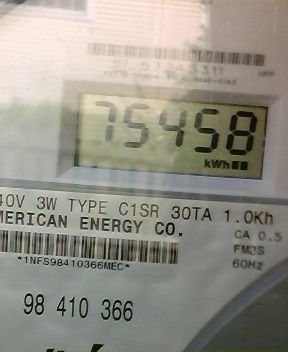 75458
kWh
40V 3W TYPE C1SR 30TA 1.0Kh
MERICAN ENERGY CO.
CA 0.5
FM2S
60Hz
*1NFS98410366MEC*
98 410 366